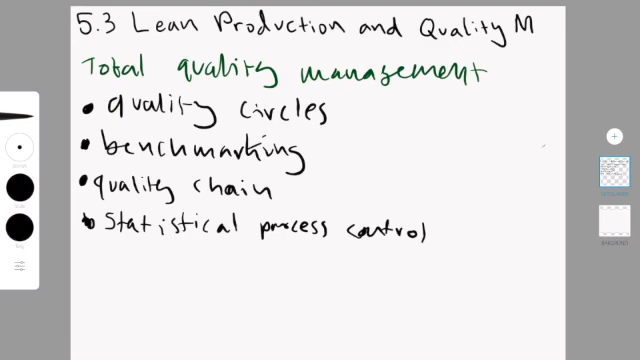 5.3 Lean Production and Quality M
Total quality management
• quality circles
• benchmarking
• quality chain
• Statistical process control